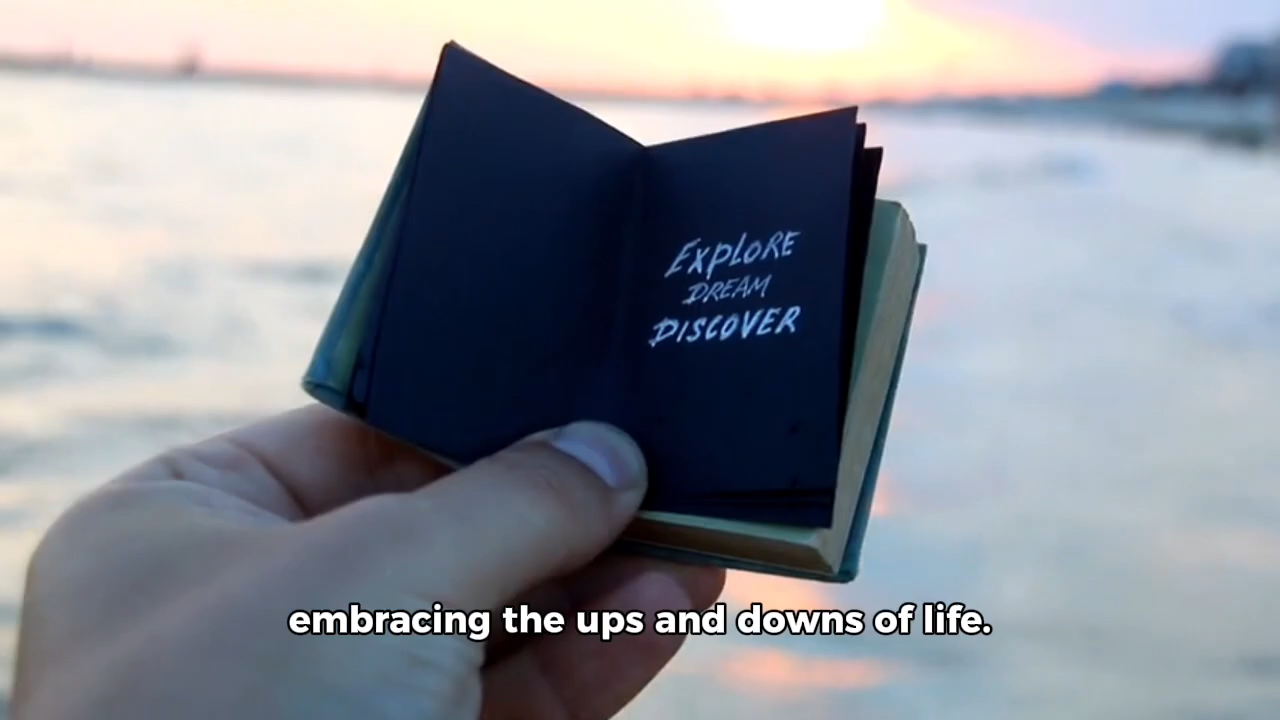 EXPLORE
DREAM
DISCOVER
embracing the ups and downs of life.